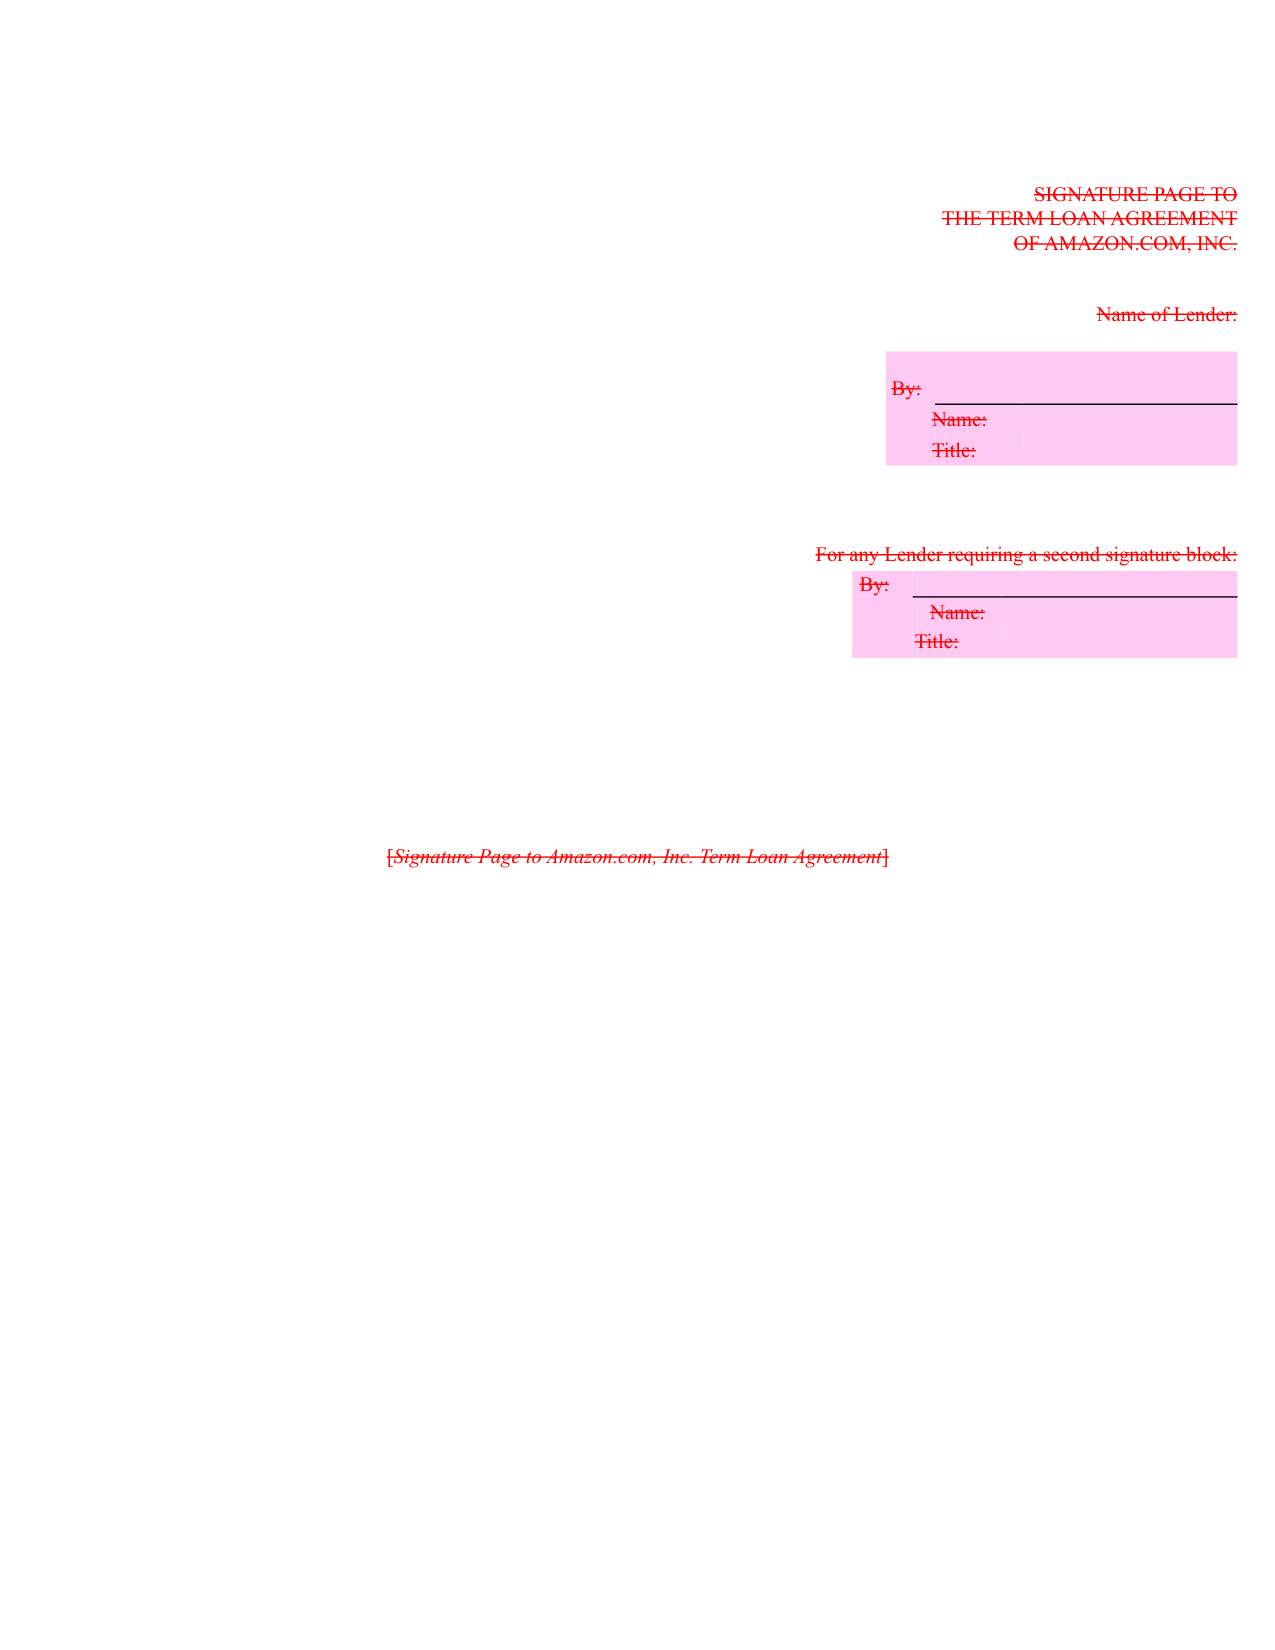 SIGNATURE PAGE TO
THE TERM LOAN AGREEMENT
OF AMAZON.COM, INC.
Name of Lender:
By:
Name:
Title:
For any Lender requiring a second signature block:
By:
Name:
Title:
[Signature Page to Amazon.com, Inc. Term Loan Agreement]